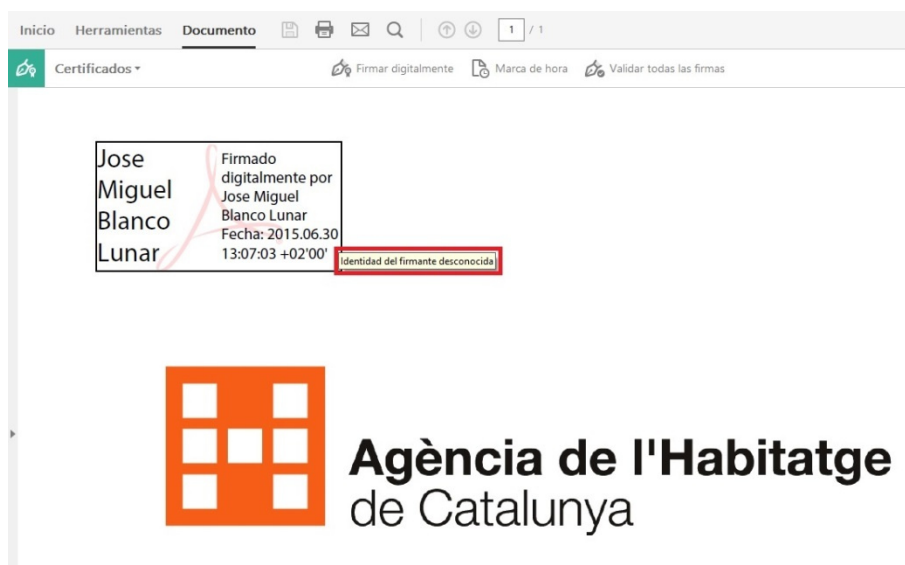 Inicio Herramientas Documento 1 / 1
Certificados Firmar digitalmente Marca de hora Validar todas las firmas
Jose
Miguel
Blanco
Lunar
Firmado
digitalmente por
Jose Miguel
Blanco Lunar
Fecha: 2015.06.30
13:07:03 +02'00'
Identidad del firmante desconocida
Agència de l'Habitatge
de Catalunya